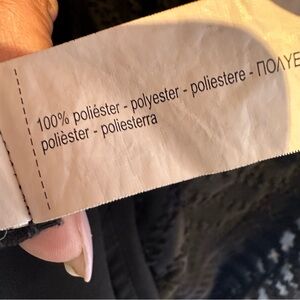 100% poliéster - polyester - poliestere - ΠΟΛΥΕ
polièster - poliesterra